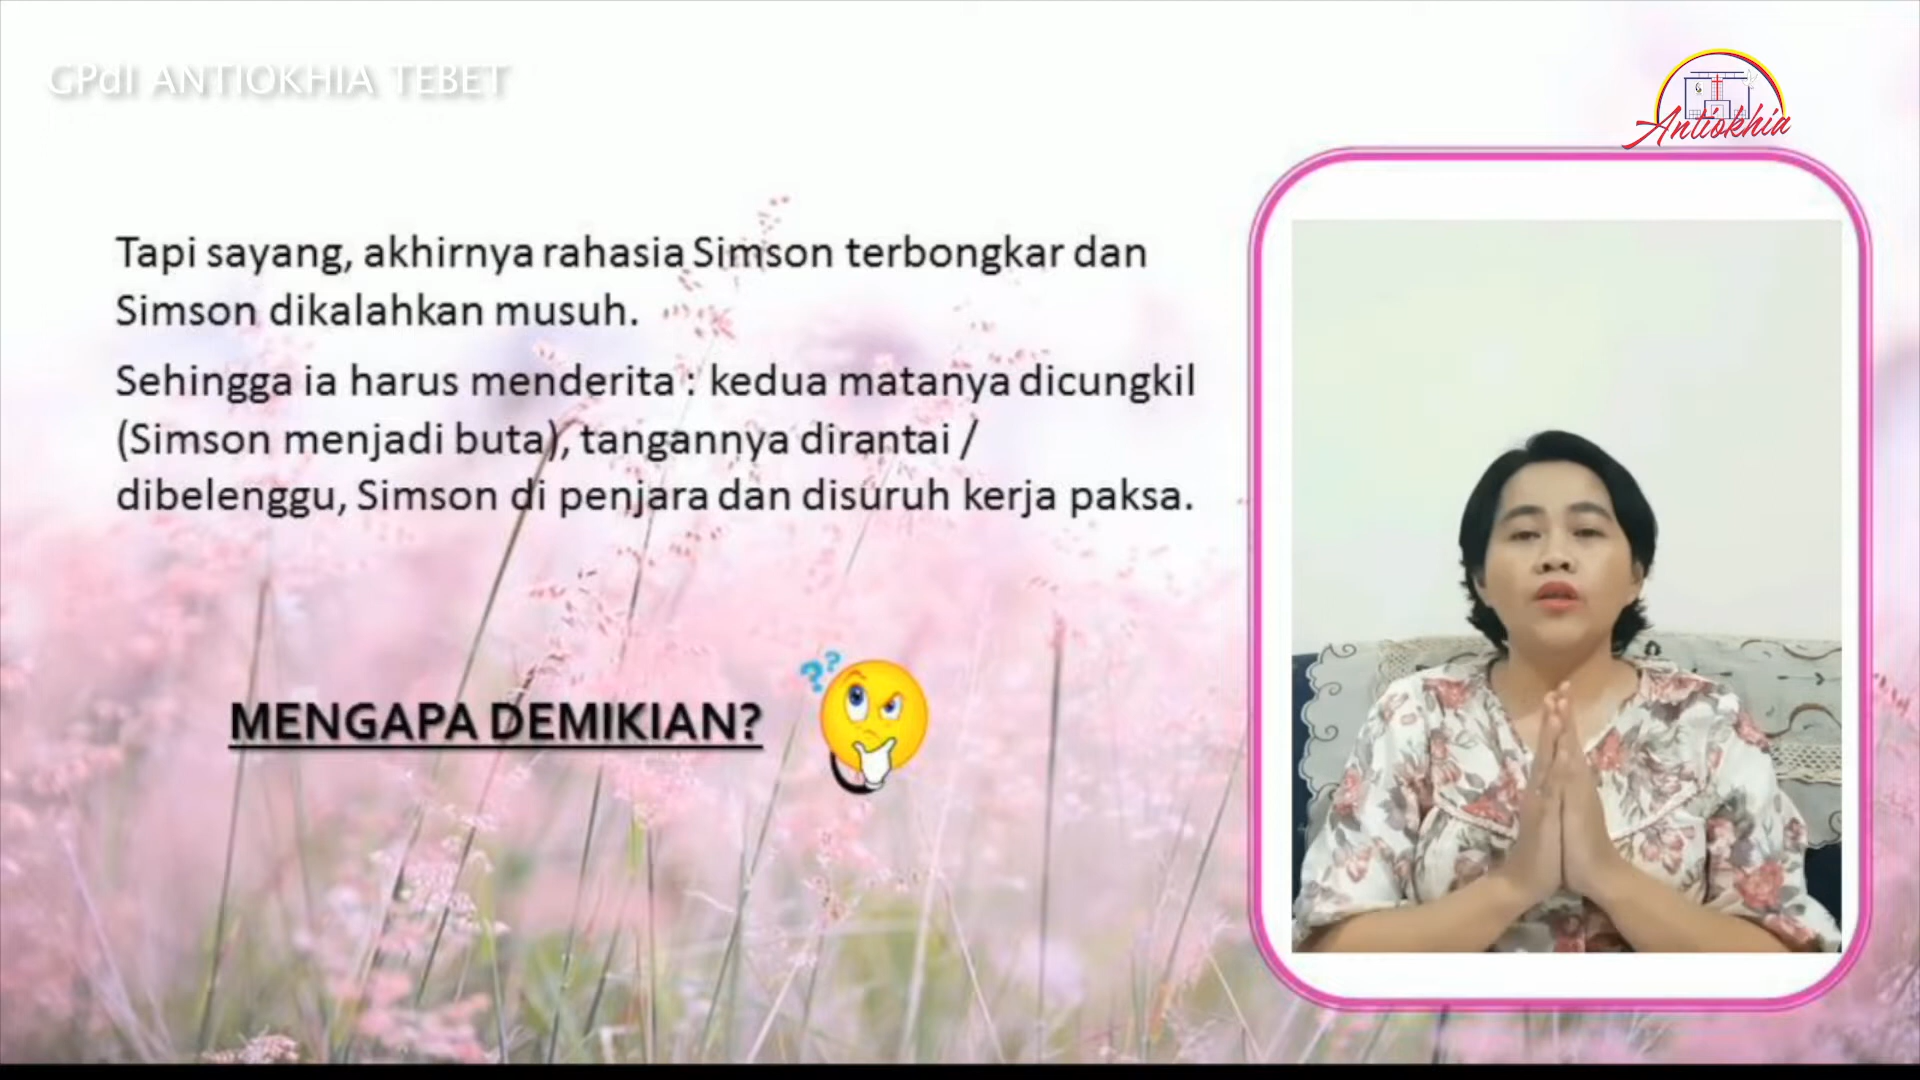 GPdI ANTIOKHIA TEBET
Antiokhia
Tapi sayang, akhirnya rahasia Simson terbongkar dan
Simson dikalahkan musuh.
Sehingga ia harus menderita : kedua matanya dicungkil
(Simson menjadi buta), tangannya dirantai /
dibelenggu, Simson di penjara dan disuruh kerja paksa.
MENGAPA DEMIKIAN?
??